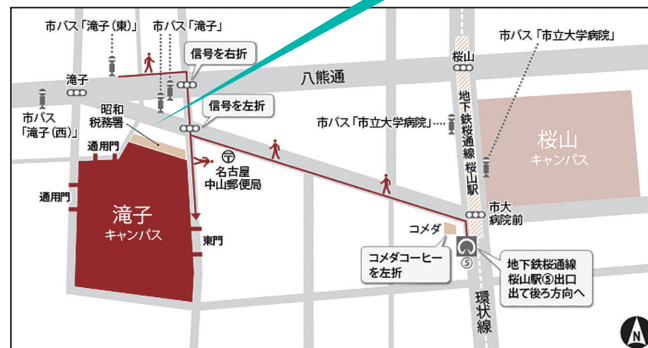 市バス「滝子(東)」
市バス「滝子」
信号を右折
滝子
八熊通
桜山
市バス「市立大学病院」
市バス
「滝子(西)」
昭和
税務署
信号を左折
市バス「市立大学病院」
地下鉄桜通線 桜山駅
桜山
キャンパス
通用門
〒
名古屋
中山郵便局
通用門
滝子
キャンパス
東門
コメダ
市大
病院前
コメダコーヒー
を左折
⑤
地下鉄桜通線
桜山駅⑤出口
出て後ろ方向へ
環状線
N